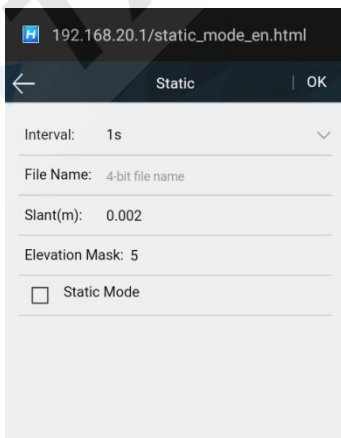 H 192.168.20.1/static_mode_en.html
Static | OK
Interval: 1s
File Name: 4-bit file name
Slant(m): 0.002
Elevation Mask: 5
Static Mode